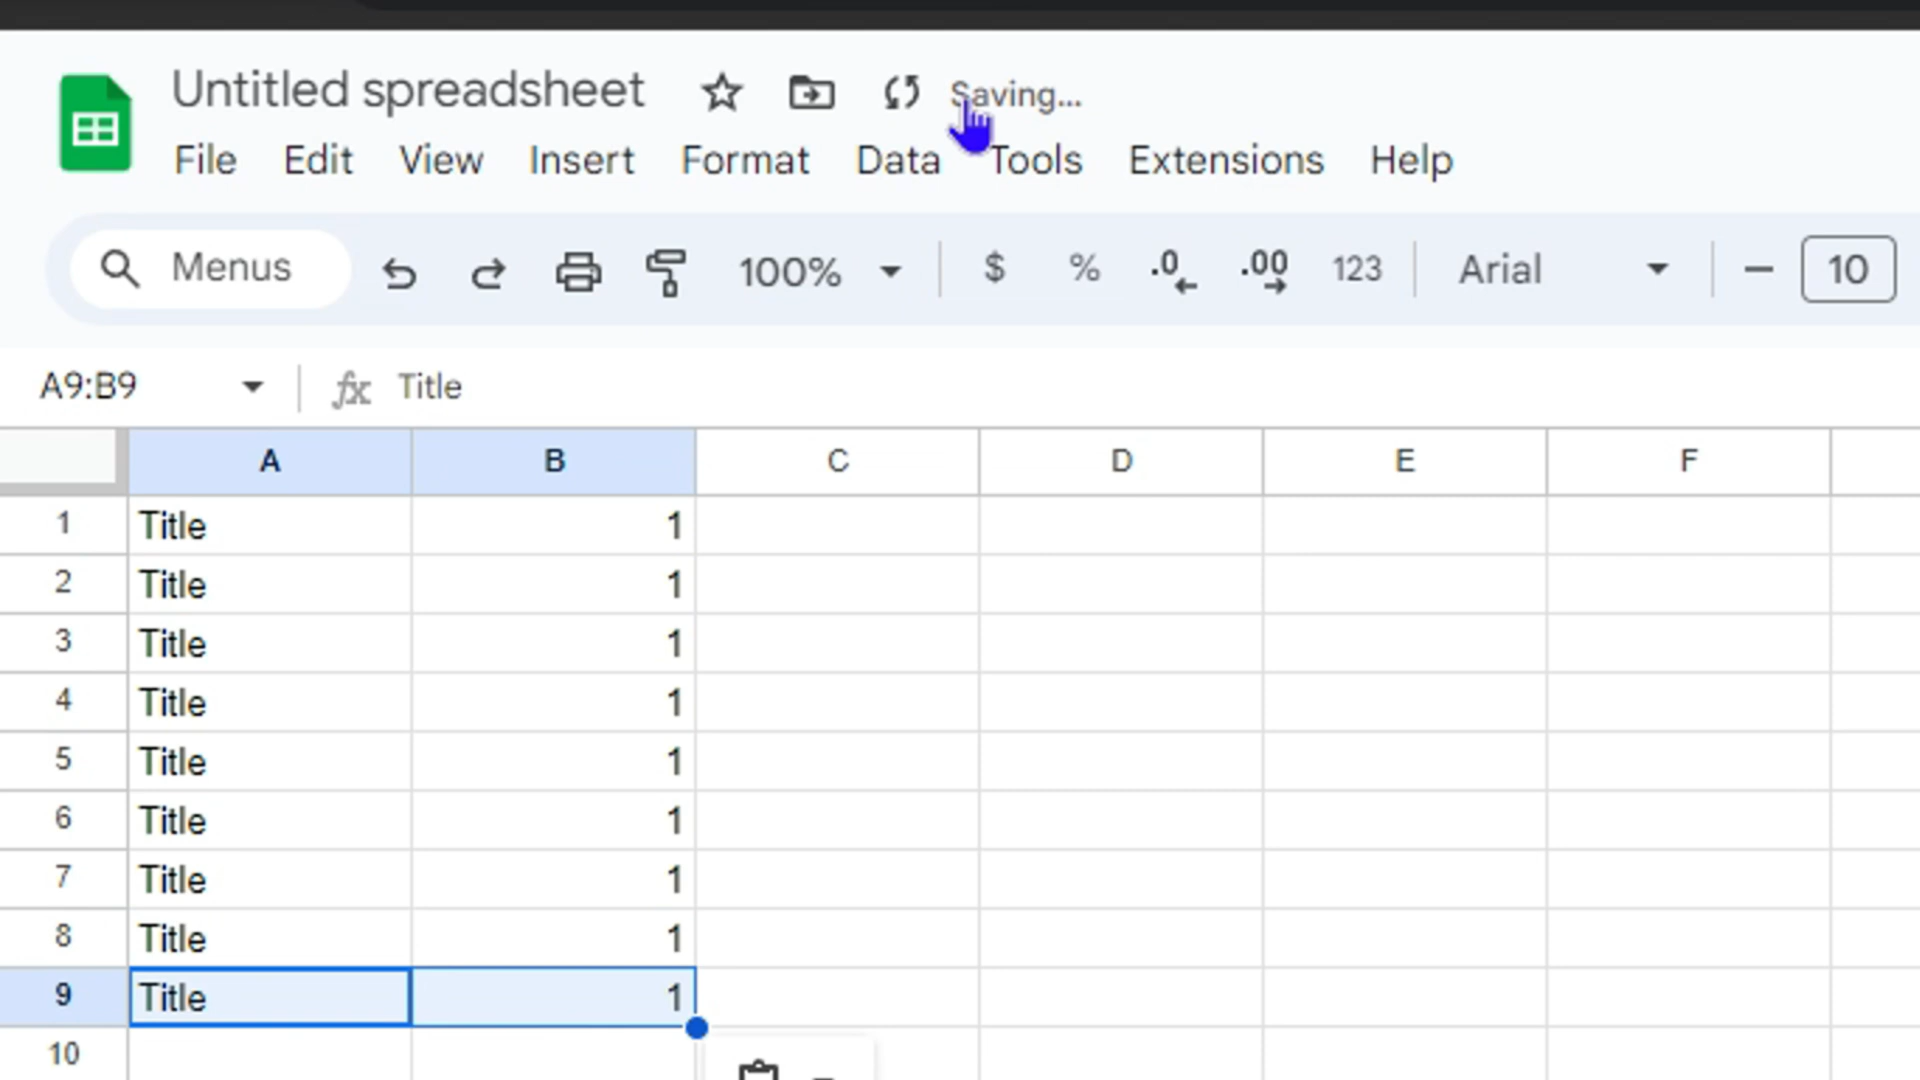 Untitled spreadsheet Saving...
File Edit View Insert Format Data Tools Extensions Help
Menus 100% $ % .0 .00 123 Arial 10
A9:B9 fx Title
A B C D E F
1 Title 1
2 Title 1
3 Title 1
4 Title 1
5 Title 1
6 Title 1
7 Title 1
8 Title 1
9 Title 1
10